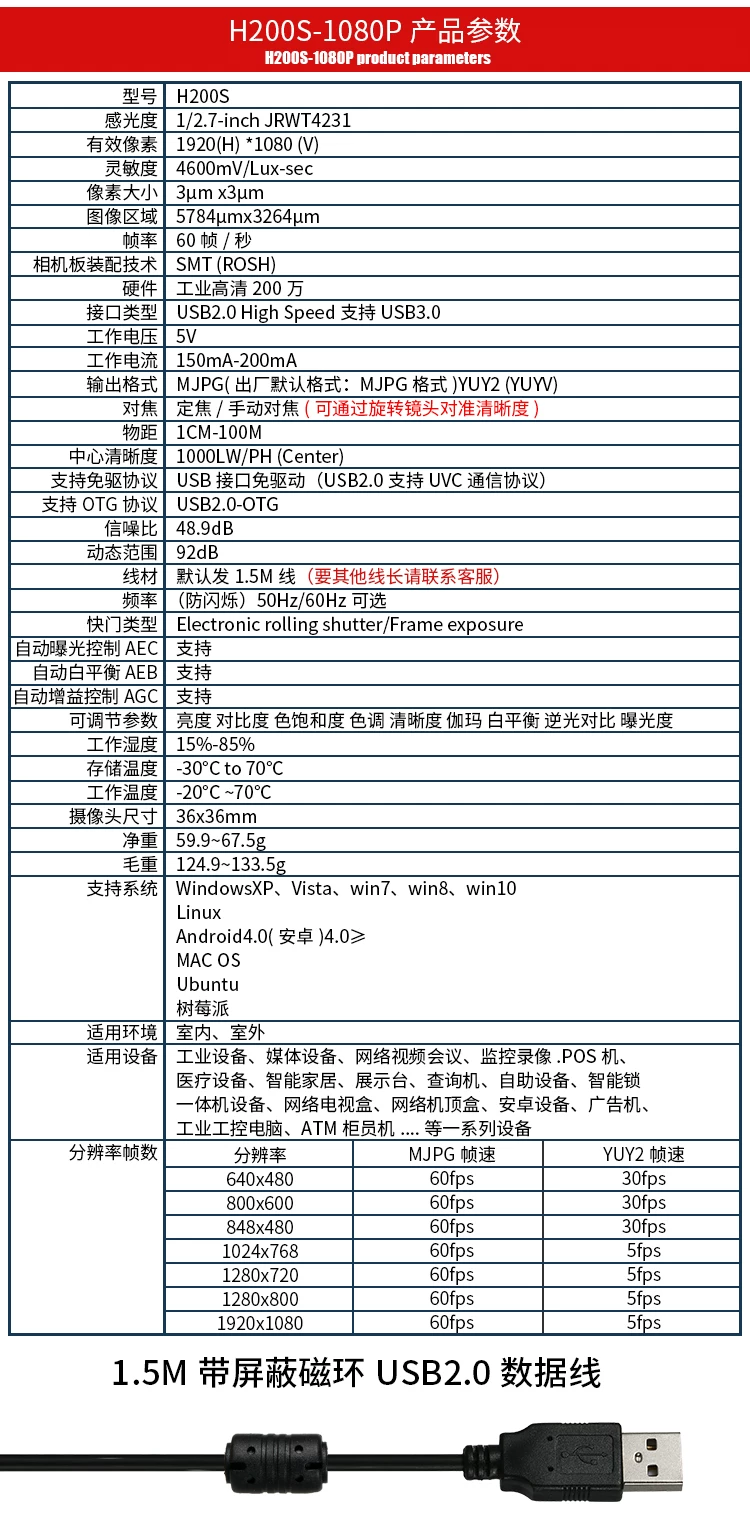 H200S-1080P 产品参数
H200S-1080P product parameters
型号 H200S
感光度 1/2.7-inch JRWT4231
有效像素 1920(H) *1080 (V)
灵敏度 4600mV/Lux-sec
像素大小 3μm x3μm
图像区域 5784μmx3264μm
帧率 60 帧 / 秒
相机板装配技术 SMT (ROSH)
硬件 工业高清 200 万
接口类型 USB2.0 High Speed 支持 USB3.0
工作电压 5V
工作电流 150mA-200mA
输出格式 MJPG( 出厂默认格式：MJPG 格式 )YUY2 (YUYV)
对焦 定焦 / 手动对焦 ( 可通过旋转镜头对准清晰度 )
物距 1CM-100M
中心清晰度 1000LW/PH (Center)
支持免驱协议 USB 接口免驱动（USB2.0 支持 UVC 通信协议）
支持 OTG 协议 USB2.0-OTG
信噪比 48.9dB
动态范围 92dB
线材 默认发 1.5M 线（要其他线长请联系客服）
频率 （防闪烁）50Hz/60Hz 可选
快门类型 Electronic rolling shutter/Frame exposure
自动曝光控制 AEC 支持
自动白平衡 AEB 支持
自动增益控制 AGC 支持
可调节参数 亮度 对比度 色饱和度 色调 清晰度 伽玛 白平衡 逆光对比 曝光度
工作湿度 15%-85%
存储温度 -30℃ to 70℃
工作温度 -20℃ ~70℃
摄像头尺寸 36x36mm
净重 59.9~67.5g
毛重 124.9~133.5g
支持系统 WindowsXP、Vista、win7、win8、win10
Linux
Android4.0( 安卓 )4.0≥
MAC OS
Ubuntu
树莓派
适用环境 室内、室外
适用设备 工业设备、媒体设备、网络视频会议、监控录像 .POS 机、
医疗设备、智能家居、展示台、查询机、自助设备、智能锁
一体机设备、网络电视盒、网络机顶盒、安卓设备、广告机、
工业工控电脑、ATM 柜员机 .... 等一系列设备
分辨率帧数 分辨率 MJPG 帧速 YUY2 帧速
640x480 60fps 30fps
800x600 60fps 30fps
848x480 60fps 30fps
1024x768 60fps 5fps
1280x720 60fps 5fps
1280x800 60fps 5fps
1920x1080 60fps 5fps
1.5M 带屏蔽磁环 USB2.0 数据线